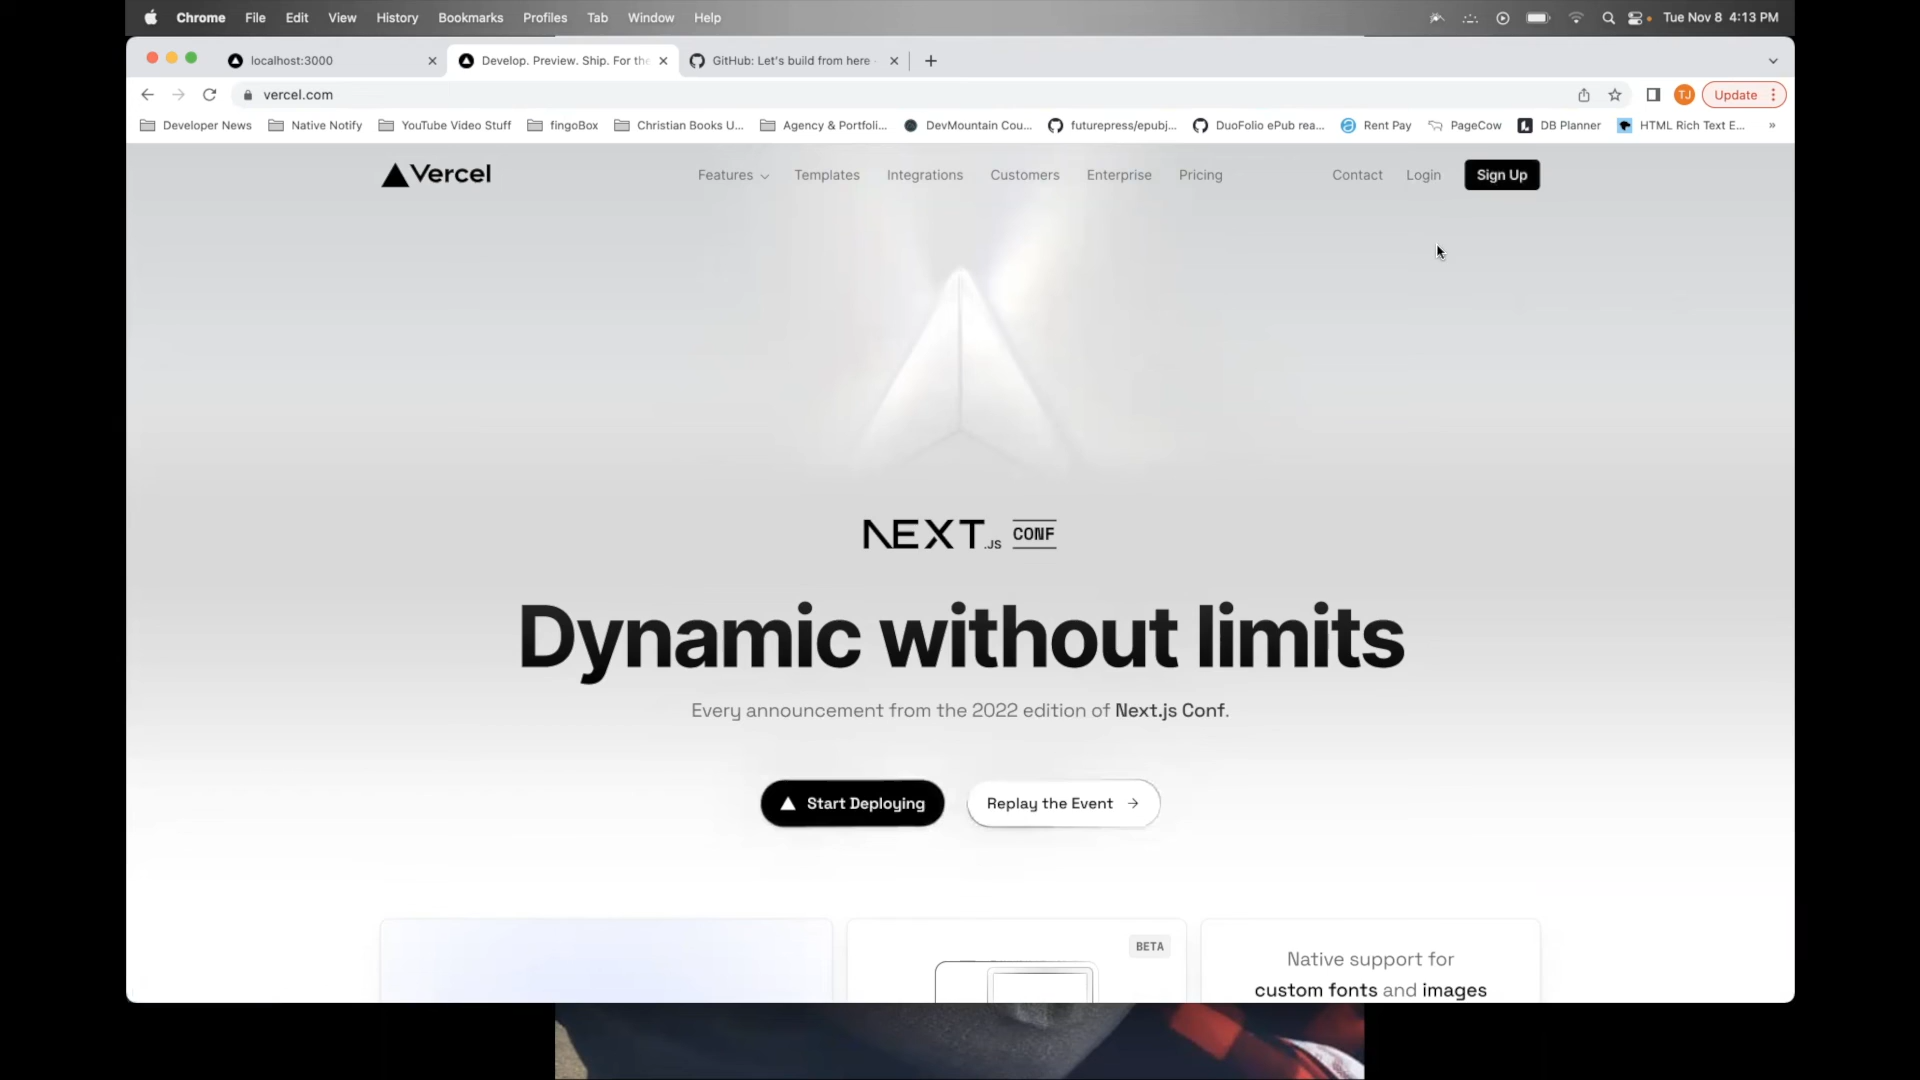 Chrome File Edit View History Bookmarks Profiles Tab Window Help Tue Nov 8 4:13 PM
localhost:3000 Develop. Preview. Ship. For the GitHub: Let's build from here
vercel.com TJ Update
Developer News Native Notify YouTube Video Stuff fingoBox Christian Books U... Agency & Portfoli... DevMountain Cou... futurepress/epubj... DuoFolio ePub rea... Rent Pay PageCow DB Planner HTML Rich Text E... »
Vercel Features Templates Integrations Customers Enterprise Pricing Contact Login Sign Up
NEXT.JS CONF
Dynamic without limits
Every announcement from the 2022 edition of Next.js Conf.
Start Deploying Replay the Event →
BETA
Native support for
custom fonts and images